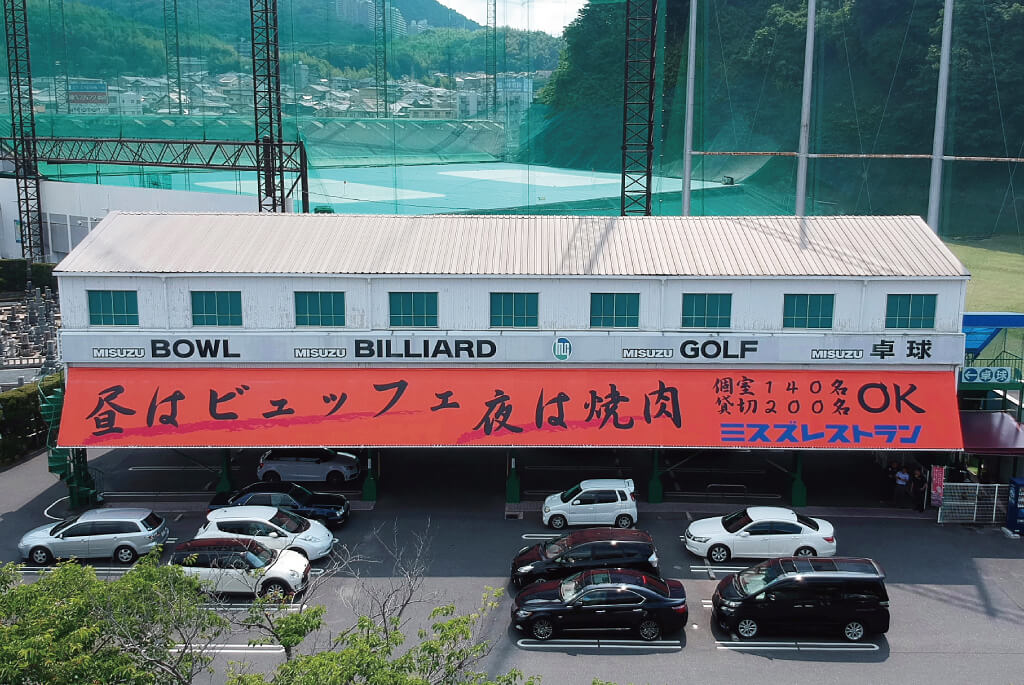 MISUZU BOWL
MISUZU BILLIARD
MISUZU GOLF
MISUZU 卓球
昼はビュッフェ 夜は焼肉
個室140名
貸切200名
OK
ミスズレストラン
←卓球